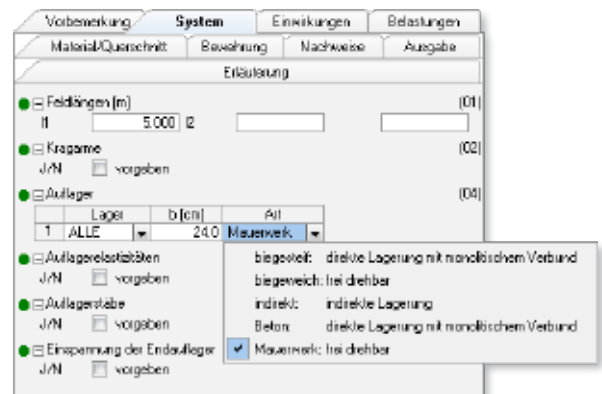 Vorbemerkung System Einwirkungen Belastungen
Material/Querschnitt Bewehrung Nachweise Ausgabe
Erläuterung
Feldlängen [m] (01)
l1 5.000 l2
Kragarme (02)
J/N vorgeben
Auflager (04)
Lager b [cm] Art
1 ALLE 24.0 Mauerwerk
Auflagerelastizitäten
J/N vorgeben
Auflagerstäbe
J/N vorgeben
Einspannung der Endauflager
J/N vorgeben
biegesteif: direkte Lagerung mit monolitischem Verbund
biegeweich: frei drehbar
indirekt: indirekte Lagerung
Beton: direkte Lagerung mit monolitischem Verbund
Mauerwerk: frei drehbar